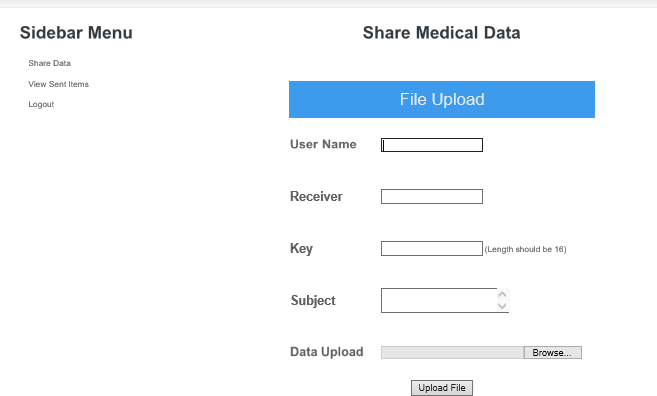 Sidebar Menu
Share Data
View Sent Items
Logout
Share Medical Data
File Upload
User Name
Receiver
Key (Length should be 16)
Subject
Data Upload Browse...
Upload File